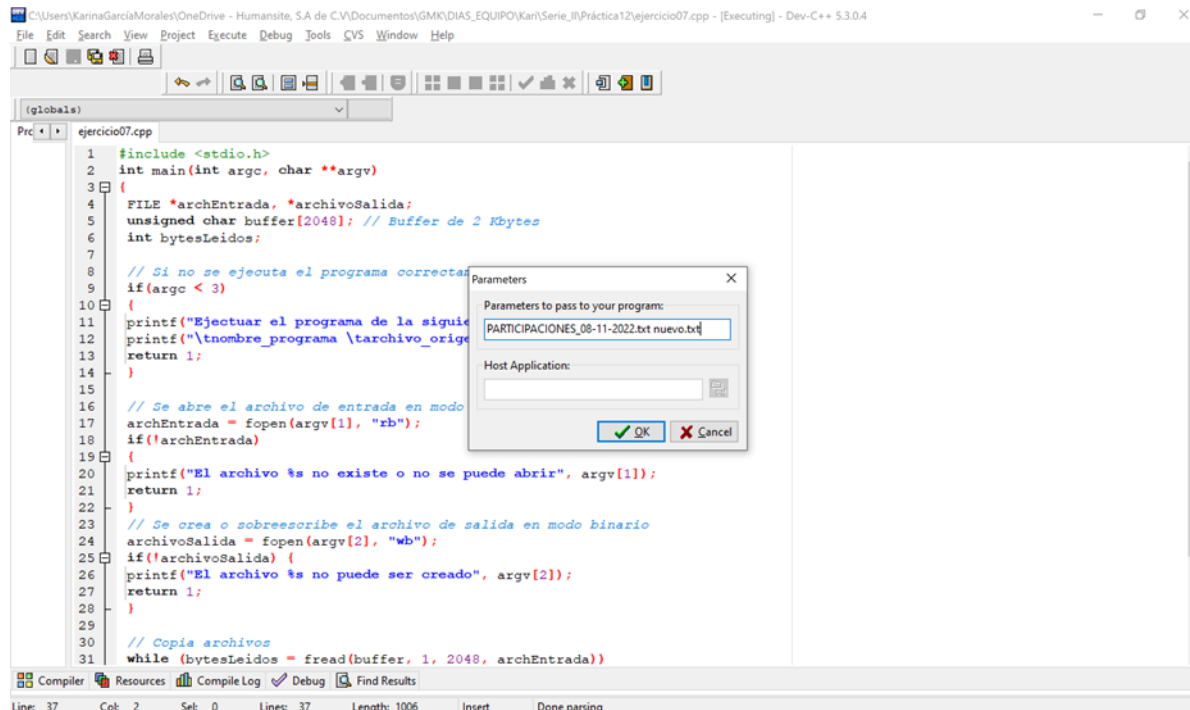 C:\Users\KarinaGarcíaMorales\OneDrive - Humansite, S.A de C.V\Documentos\GMK\DIAS_EQUIPO\Kari\Serie_II\Práctica12\ejercicio07.cpp - [Executing] - Dev-C++ 5.3.0.4
File Edit Search View Project Execute Debug Tools CVS Window Help
(globals)
Prc ejercicio07.cpp
1 #include <stdio.h>
2 int main(int argc, char **argv)
3 {
4 FILE *archEntrada, *archivoSalida;
5 unsigned char buffer[2048]; // Buffer de 2 Kbytes
6 int bytesLeidos;
7
8 // Si no se ejecuta el programa correctam
9 if(argc < 3)
10 {
11 printf("Ejectuar el programa de la siguie
12 printf("\tnombre_programa \tarchivo_orige
13 return 1;
14 }
15
16 // Se abre el archivo de entrada en modo
17 archEntrada = fopen(argv[1], "rb");
18 if(!archEntrada)
19 {
20 printf("El archivo %s no existe o no se puede abrir", argv[1]);
21 return 1;
22 }
23 // Se crea o sobreescribe el archivo de salida en modo binario
24 archivoSalida = fopen(argv[2], "wb");
25 if(!archivoSalida) {
26 printf("El archivo %s no puede ser creado", argv[2]);
27 return 1;
28 }
29
30 // Copia archivos
31 while (bytesLeidos = fread(buffer, 1, 2048, archEntrada))
Parameters
Parameters to pass to your program:
PARTICIPACIONES_08-11-2022.txt nuevo.txt
Host Application:
OK Cancel
Compiler Resources Compile Log Debug Find Results
Line: 37 Col: 2 Sel: 0 Lines: 37 Length: 1006 Insert Done parsing